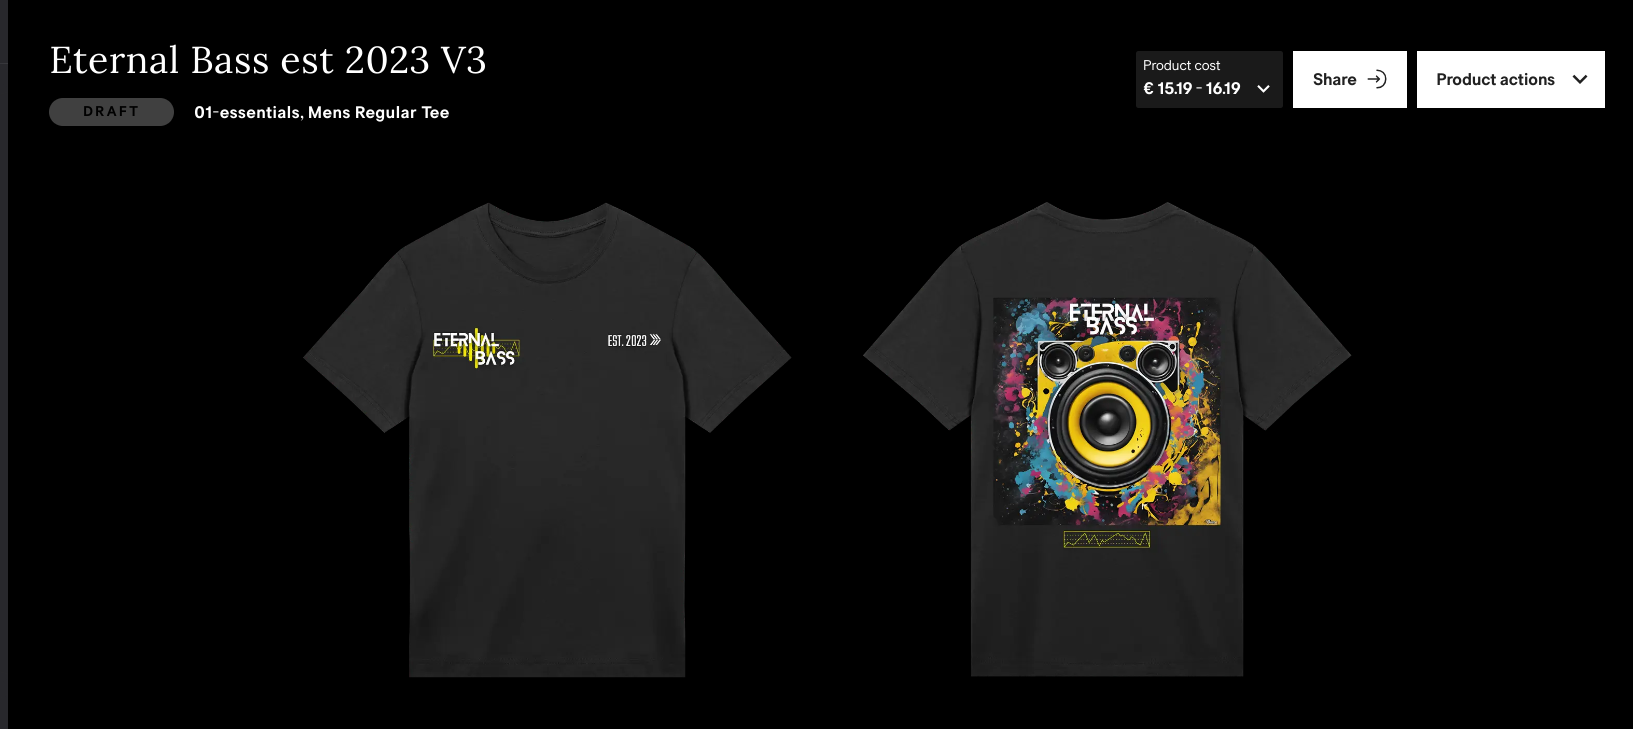 Eternal Bass est 2023 V3
DRAFT
01-essentials, Mens Regular Tee
Product cost
€ 15.19 - 16.19
Share
Product actions
ETERNAL
BASS
EST. 2023
ETERNAL
BASS